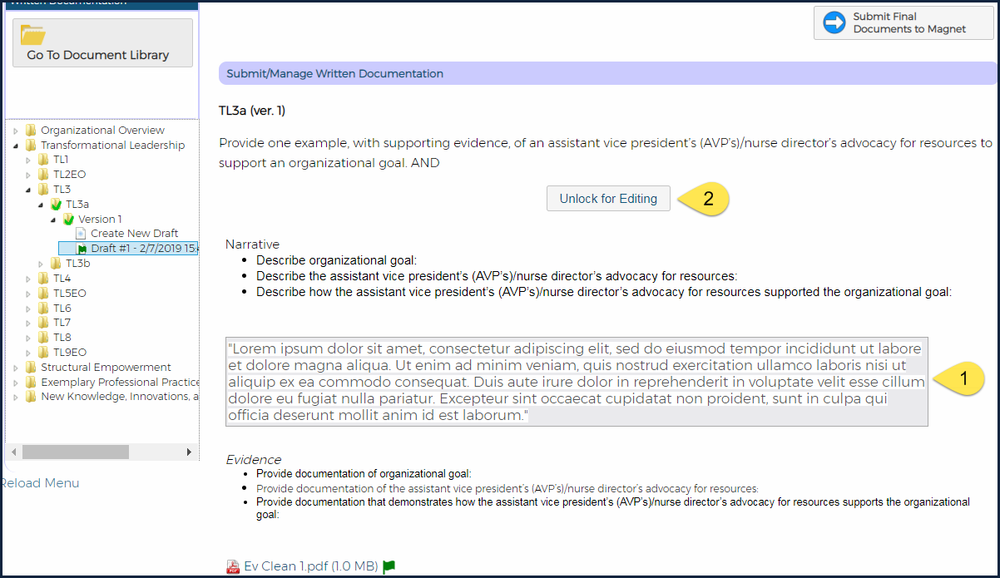 Written Documentation
Go To Document Library
Submit Final
Documents to Magnet
Submit/Manage Written Documentation
Organizational Overview
Transformational Leadership
TL1
TL2EO
TL3
TL3a
Version 1
Create New Draft
Draft #1 - 2/7/2019 15:
TL3b
TL4
TL5EO
TL6
TL7
TL8
TL9EO
Structural Empowerment
Exemplary Professional Practice
New Knowledge, Innovations, a
Reload Menu
TL3a (ver. 1)
Provide one example, with supporting evidence, of an assistant vice president's (AVP's)/nurse director's advocacy for resources to
support an organizational goal. AND
Unlock for Editing
2
Narrative
• Describe organizational goal:
• Describe the assistant vice president's (AVP's)/nurse director's advocacy for resources:
• Describe how the assistant vice president's (AVP's)/nurse director's advocacy for resources supported the organizational goal:
"Lorem ipsum dolor sit amet, consectetur adipiscing elit, sed do eiusmod tempor incididunt ut labore
et dolore magna aliqua. Ut enim ad minim veniam, quis nostrud exercitation ullamco laboris nisi ut
aliquip ex ea commodo consequat. Duis aute irure dolor in reprehenderit in voluptate velit esse cillum
dolore eu fugiat nulla pariatur. Excepteur sint occaecat cupidatat non proident, sunt in culpa qui
officia deserunt mollit anim id est laborum."
1
Evidence
• Provide documentation of organizational goal:
• Provide documentation of the assistant vice president's (AVP's)/nurse director's advocacy for resources:
• Provide documentation that demonstrates how the assistant vice president's (AVP's)/nurse director's advocacy for resources supports the organizational
goal:
Ev Clean 1.pdf (1.0 MB)